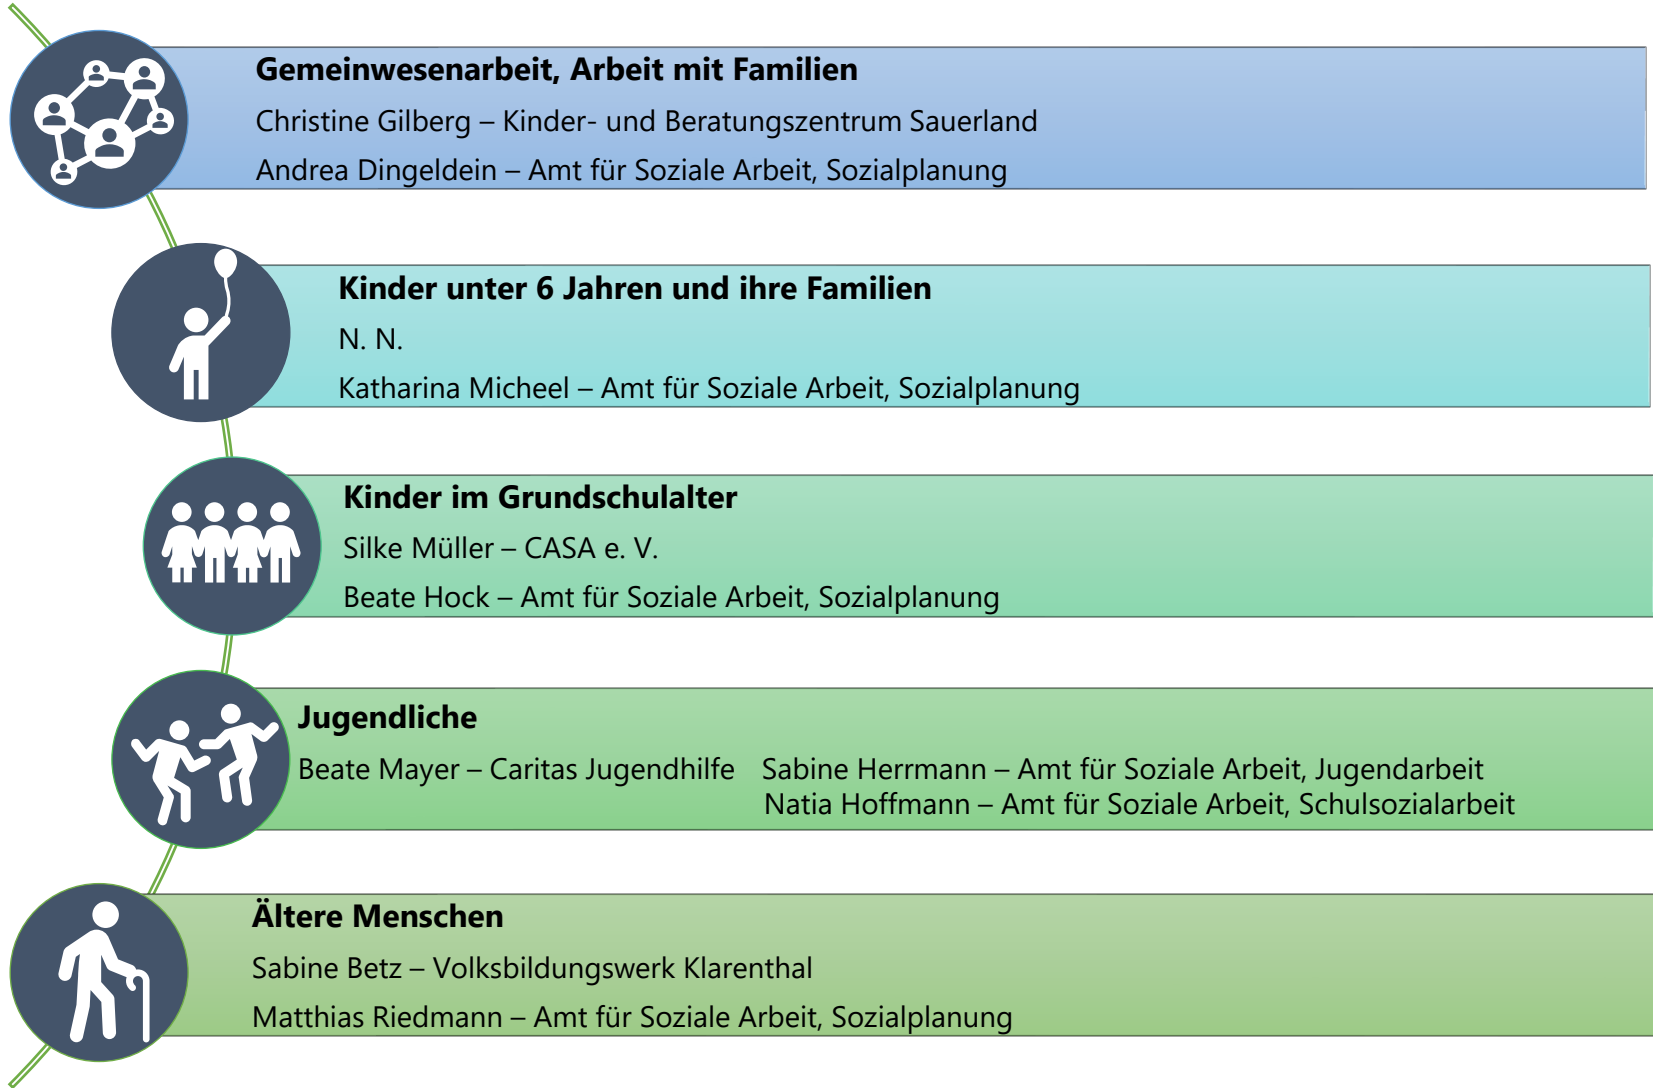 Gemeinwesenarbeit, Arbeit mit Familien
Christine Gilberg – Kinder- und Beratungszentrum Sauerland
Andrea Dingeldein – Amt für Soziale Arbeit, Sozialplanung
Kinder unter 6 Jahren und ihre Familien
N. N.
Katharina Micheel – Amt für Soziale Arbeit, Sozialplanung
Kinder im Grundschulalter
Silke Müller – CASA e. V.
Beate Hock – Amt für Soziale Arbeit, Sozialplanung
Jugendliche
Beate Mayer – Caritas Jugendhilfe Sabine Herrmann – Amt für Soziale Arbeit, Jugendarbeit
Natia Hoffmann – Amt für Soziale Arbeit, Schulsozialarbeit
Ältere Menschen
Sabine Betz – Volksbildungswerk Klarenthal
Matthias Riedmann – Amt für Soziale Arbeit, Sozialplanung